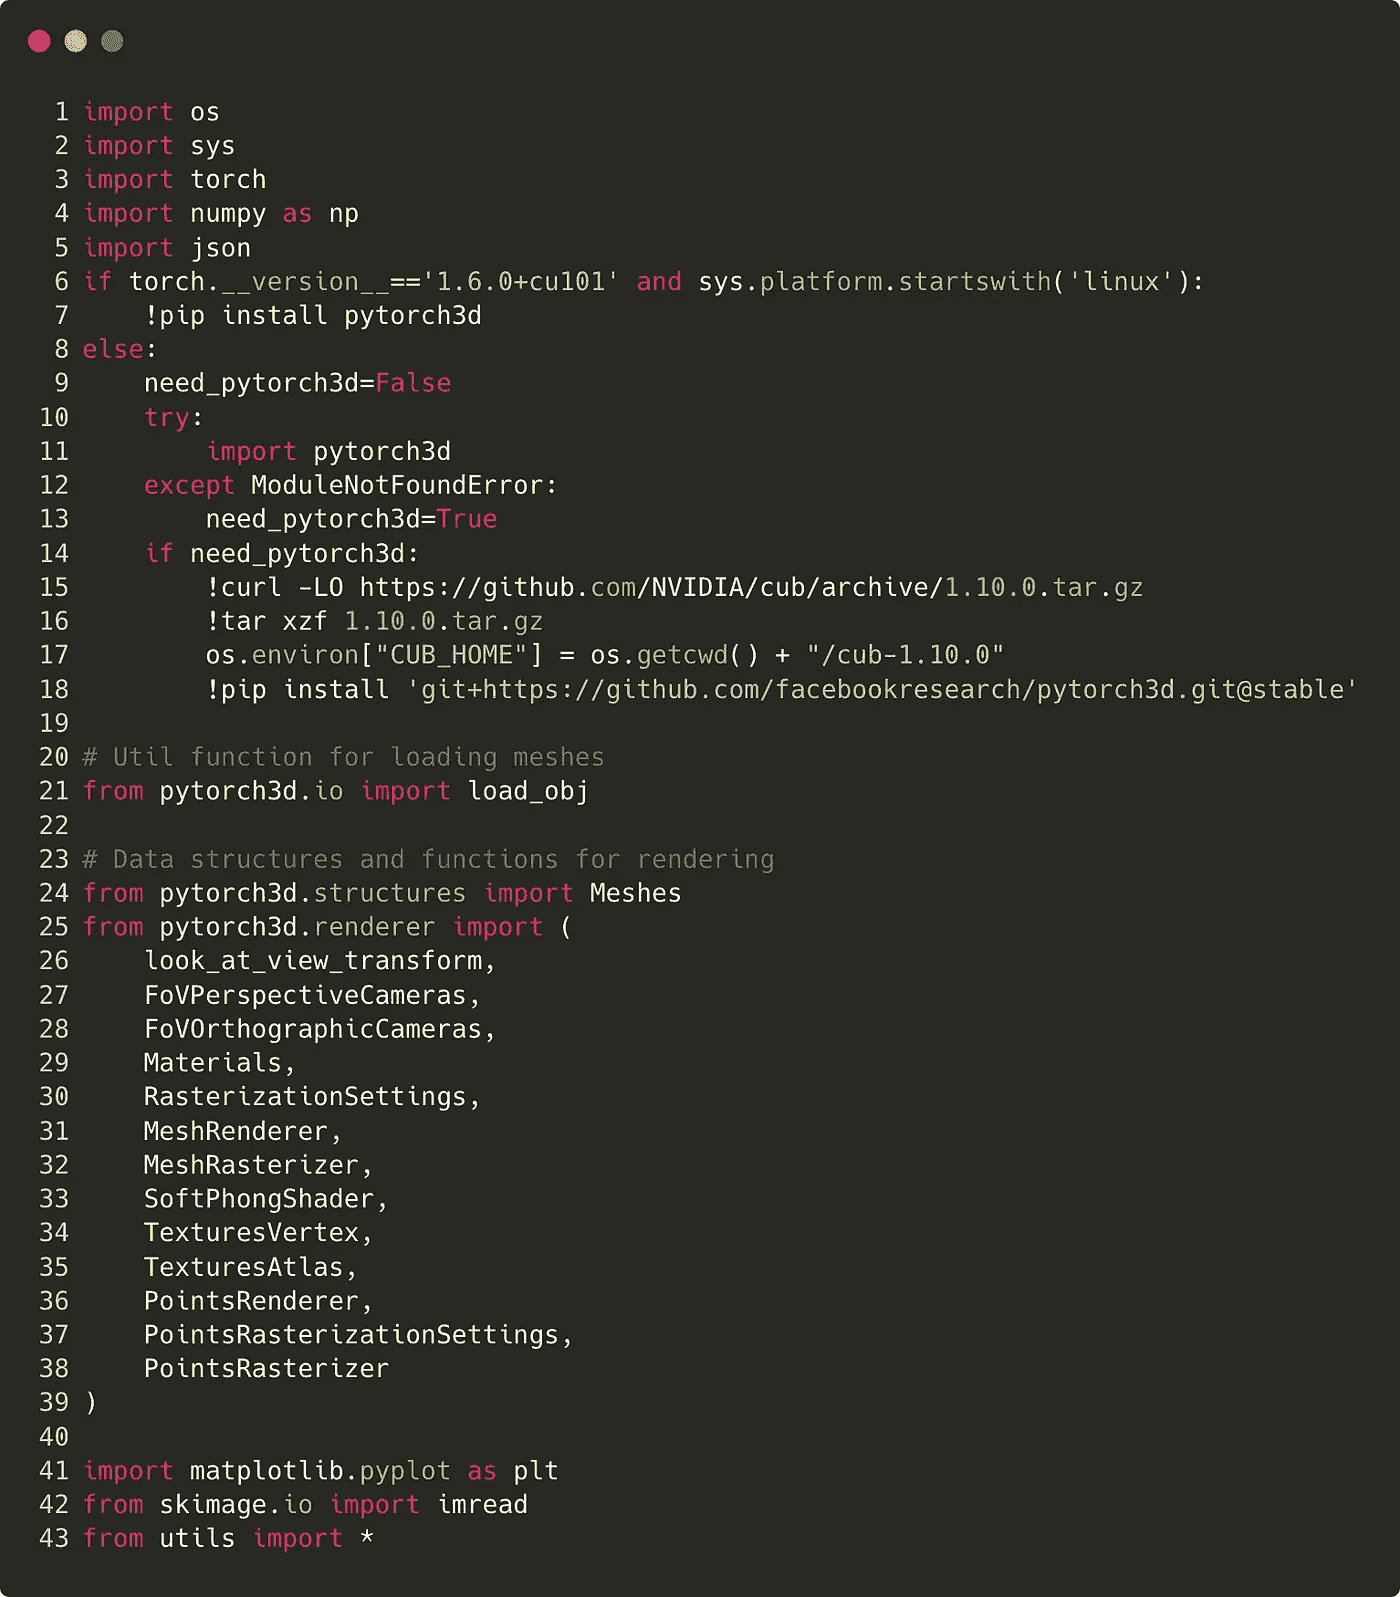 1 import os
2 import sys
3 import torch
4 import numpy as np
5 import json
6 if torch.__version__=='1.6.0+cu101' and sys.platform.startswith('linux'):
7     !pip install pytorch3d
8 else:
9     need_pytorch3d=False
10     try:
11         import pytorch3d
12     except ModuleNotFoundError:
13         need_pytorch3d=True
14     if need_pytorch3d:
15         !curl -LO https://github.com/NVIDIA/cub/archive/1.10.0.tar.gz
16         !tar xzf 1.10.0.tar.gz
17         os.environ["CUB_HOME"] = os.getcwd() + "/cub-1.10.0"
18         !pip install 'git+https://github.com/facebookresearch/pytorch3d.git@stable'
19
20 # Util function for loading meshes
21 from pytorch3d.io import load_obj
22
23 # Data structures and functions for rendering
24 from pytorch3d.structures import Meshes
25 from pytorch3d.renderer import (
26     look_at_view_transform,
27     FoVPerspectiveCameras,
28     FoVOrthographicCameras,
29     Materials,
30     RasterizationSettings,
31     MeshRenderer,
32     MeshRasterizer,
33     SoftPhongShader,
34     TexturesVertex,
35     TexturesAtlas,
36     PointsRenderer,
37     PointsRasterizationSettings,
38     PointsRasterizer
39 )
40
41 import matplotlib.pyplot as plt
42 from skimage.io import imread
43 from utils import *